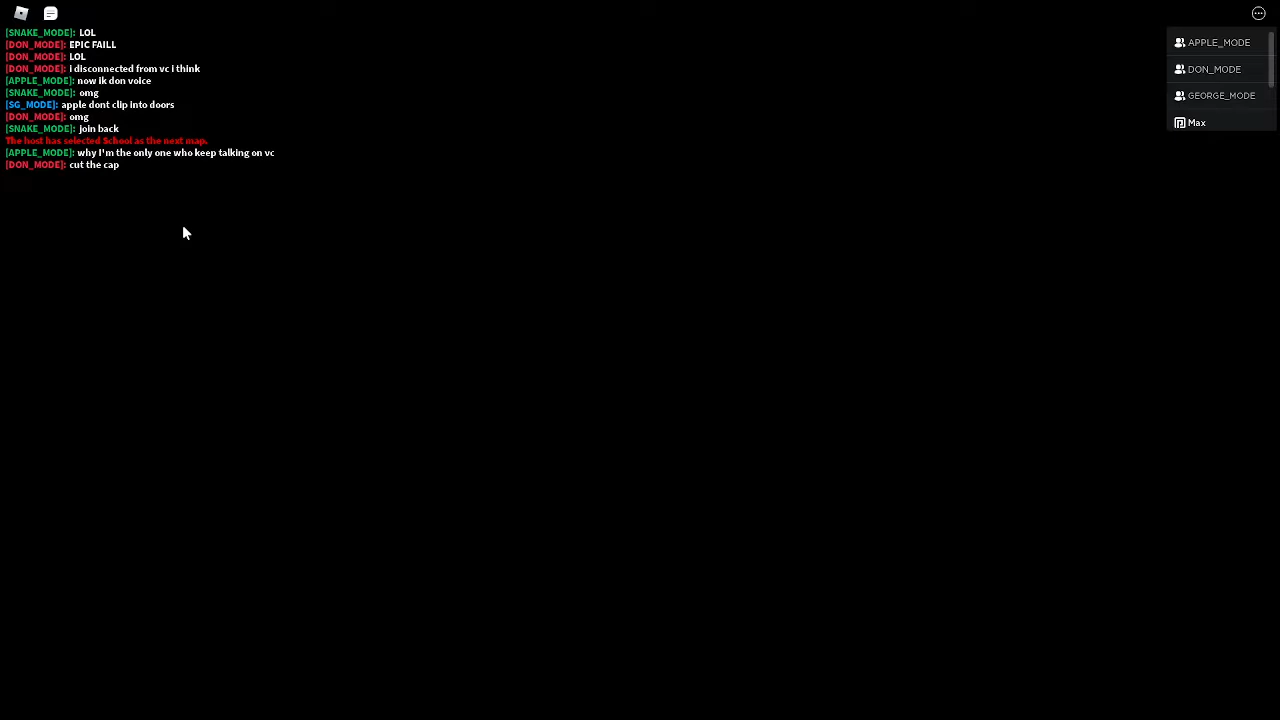 [SNAKE_MODE]: LOL
[DON_MODE]: EPIC FAILL
[DON_MODE]: LOL
[DON_MODE]: i disconnected from vc i think
[APPLE_MODE]: now ik don voice
[SNAKE_MODE]: omg
[SG_MODE]: apple dont clip into doors
[DON_MODE]: omg
[SNAKE_MODE]: join back
The host has selected School as the next map.
[APPLE_MODE]: why I'm the only one who keep talking on vc
[DON_MODE]: cut the cap
APPLE_MODE
DON_MODE
GEORGE_MODE
Max